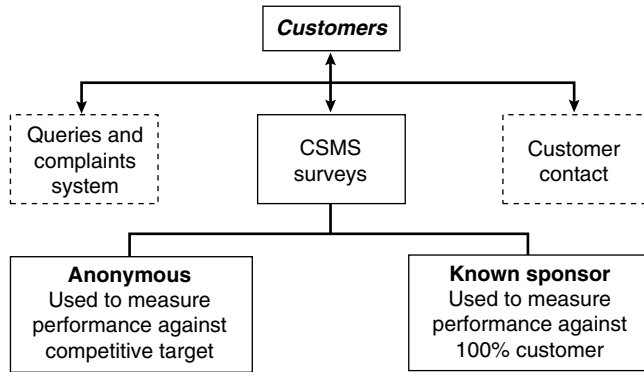 Customers
Queries and
complaints
system
CSMS
surveys
Customer
contact
Anonymous
Used to measure
performance against
competitive target
Known sponsor
Used to measure
performance against
100% customer